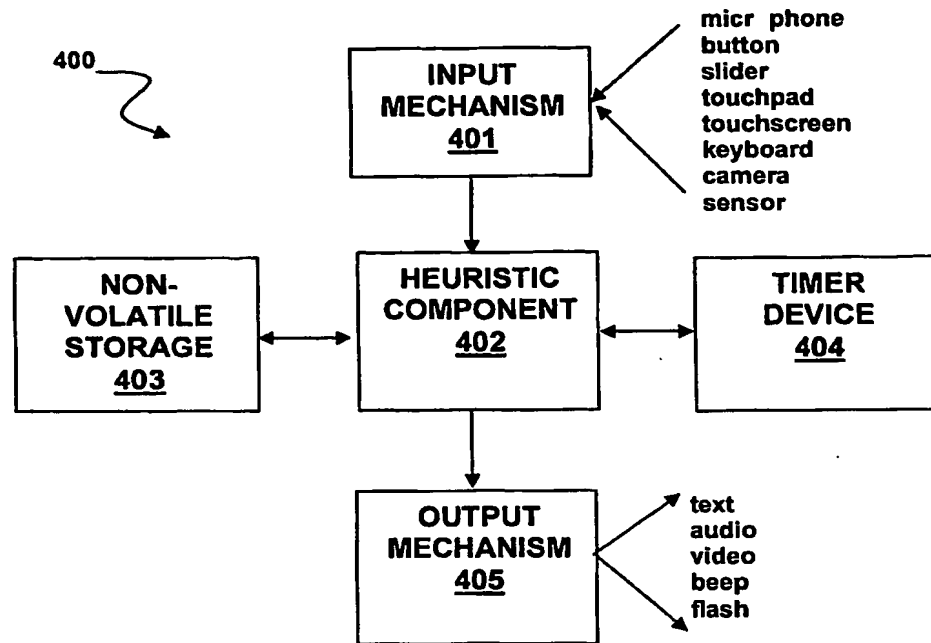 400
INPUT
MECHANISM
401
micr phone
button
slider
touchpad
touchscreen
keyboard
camera
sensor
NON-
VOLATILE
STORAGE
403
HEURISTIC
COMPONENT
402
TIMER
DEVICE
404
OUTPUT
MECHANISM
405
text
audio
video
beep
flash